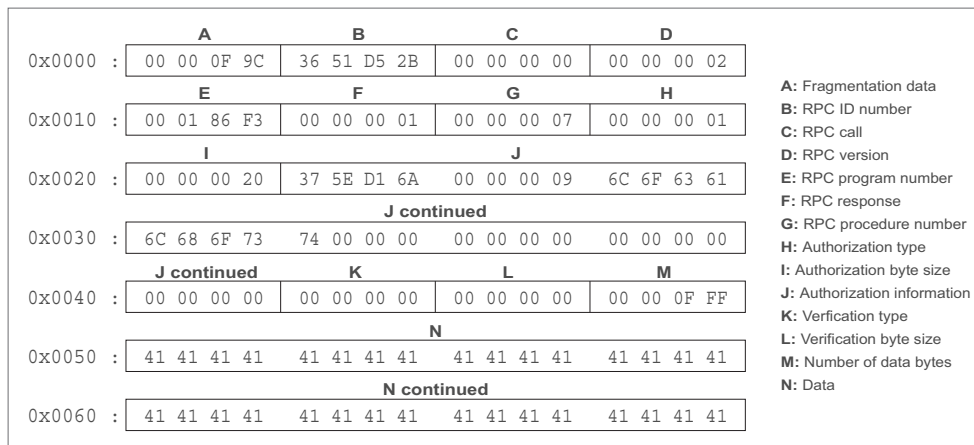 A B C D
0x0000 : 00 00 0F 9C 36 51 D5 2B 00 00 00 00 00 00 00 02
E F G H
0x0010 : 00 01 86 F3 00 00 00 01 00 00 00 07 00 00 00 01
I J
0x0020 : 00 00 00 20 37 5E D1 6A 00 00 00 09 6C 6F 63 61
J continued
0x0030 : 6C 68 6F 73 74 00 00 00 00 00 00 00 00 00 00 00
J continued K L M
0x0040 : 00 00 00 00 00 00 00 00 00 00 00 00 00 00 0F FF
N
0x0050 : 41 41 41 41 41 41 41 41 41 41 41 41 41 41 41 41
N continued
0x0060 : 41 41 41 41 41 41 41 41 41 41 41 41 41 41 41 41
A: Fragmentation data
B: RPC ID number
C: RPC call
D: RPC version
E: RPC program number
F: RPC response
G: RPC procedure number
H: Authorization type
I: Authorization byte size
J: Authorization information
K: Verfication type
L: Verification byte size
M: Number of data bytes
N: Data